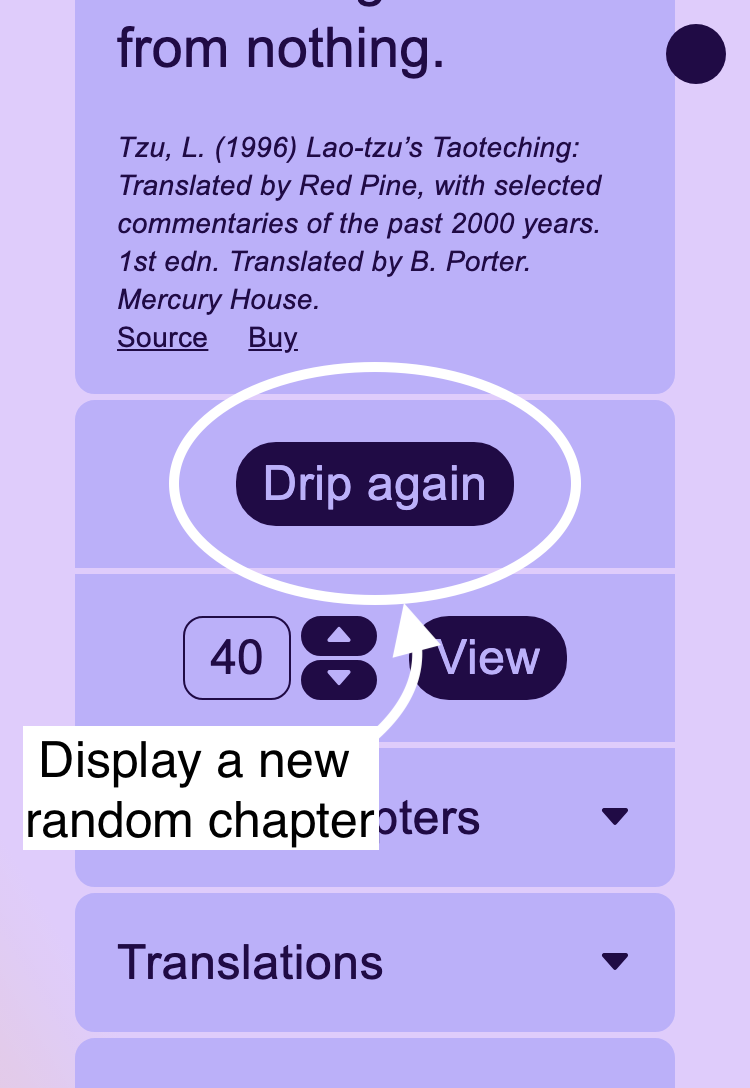 from nothing.
Tzu, L. (1996) Lao-tzu’s Taoteching:
Translated by Red Pine, with selected
commentaries of the past 2000 years.
1st edn. Translated by B. Porter.
Mercury House.
Source Buy
Drip again
40 View
Display a new
random chapter
pters
Translations